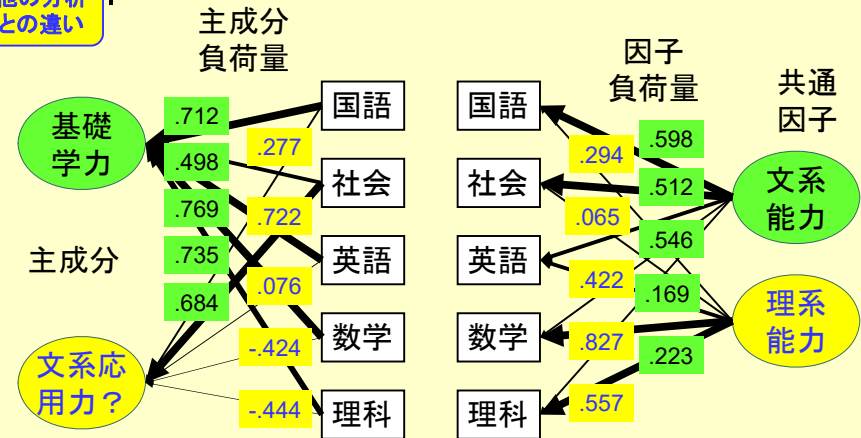 との違い
主成分
負荷量
基礎
学力
主成分
文系応
用力？
.712
.498
.769
.735
.684
.277
.722
.076
-.424
-.444
国語
社会
英語
数学
理科
国語
社会
英語
数学
理科
因子
負荷量
共通
因子
.294
.065
.422
.827
.557
.598
.512
.546
.169
.223
文系
能力
理系
能力